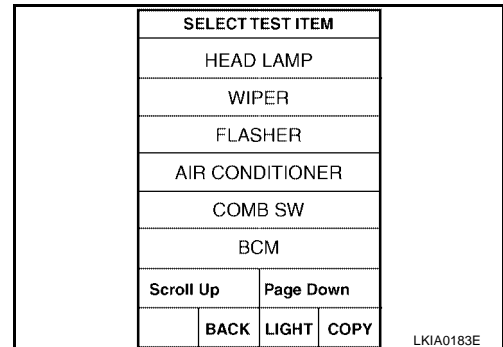 SELECT TEST ITEM
HEAD LAMP
WIPER
FLASHER
AIR CONDITIONER
COMB SW
BCM
Scroll Up Page Down
BACK LIGHT COPY
LKIA0183E